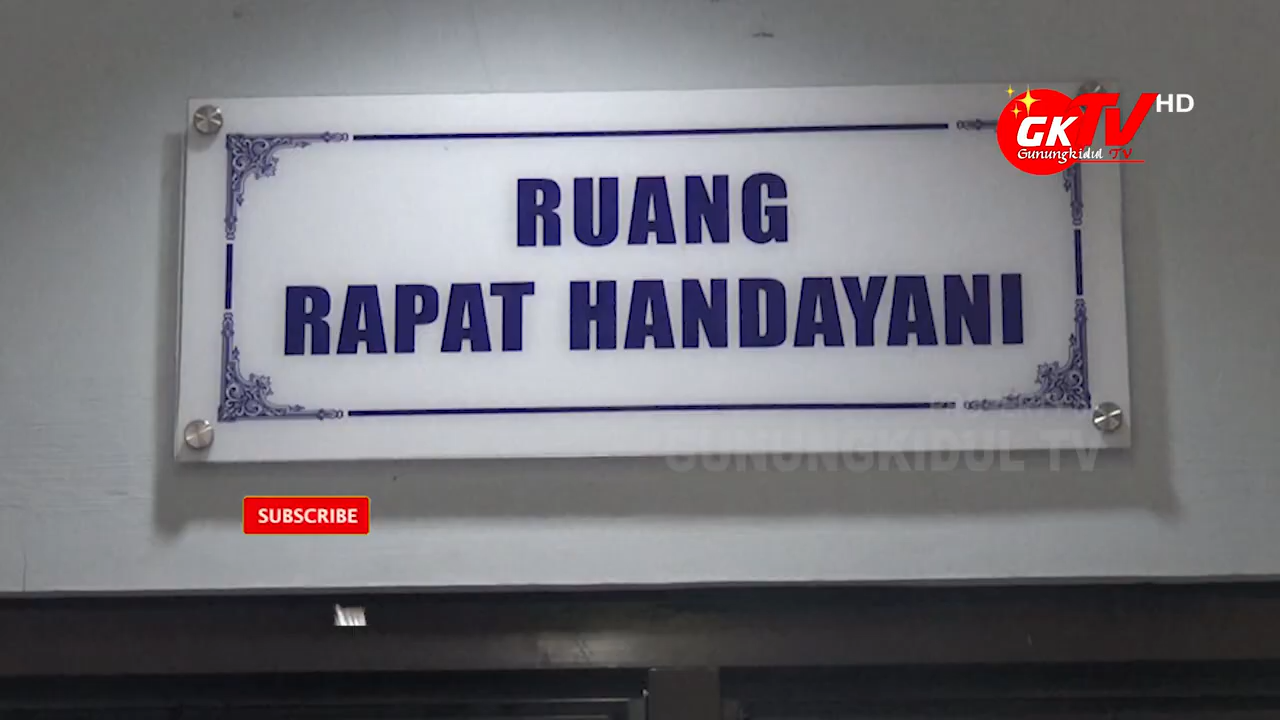 GKTV HD
Gunungkidul TV
RUANG
RAPAT HANDAYANI
GUNUNGKIDUL TV
SUBSCRIBE